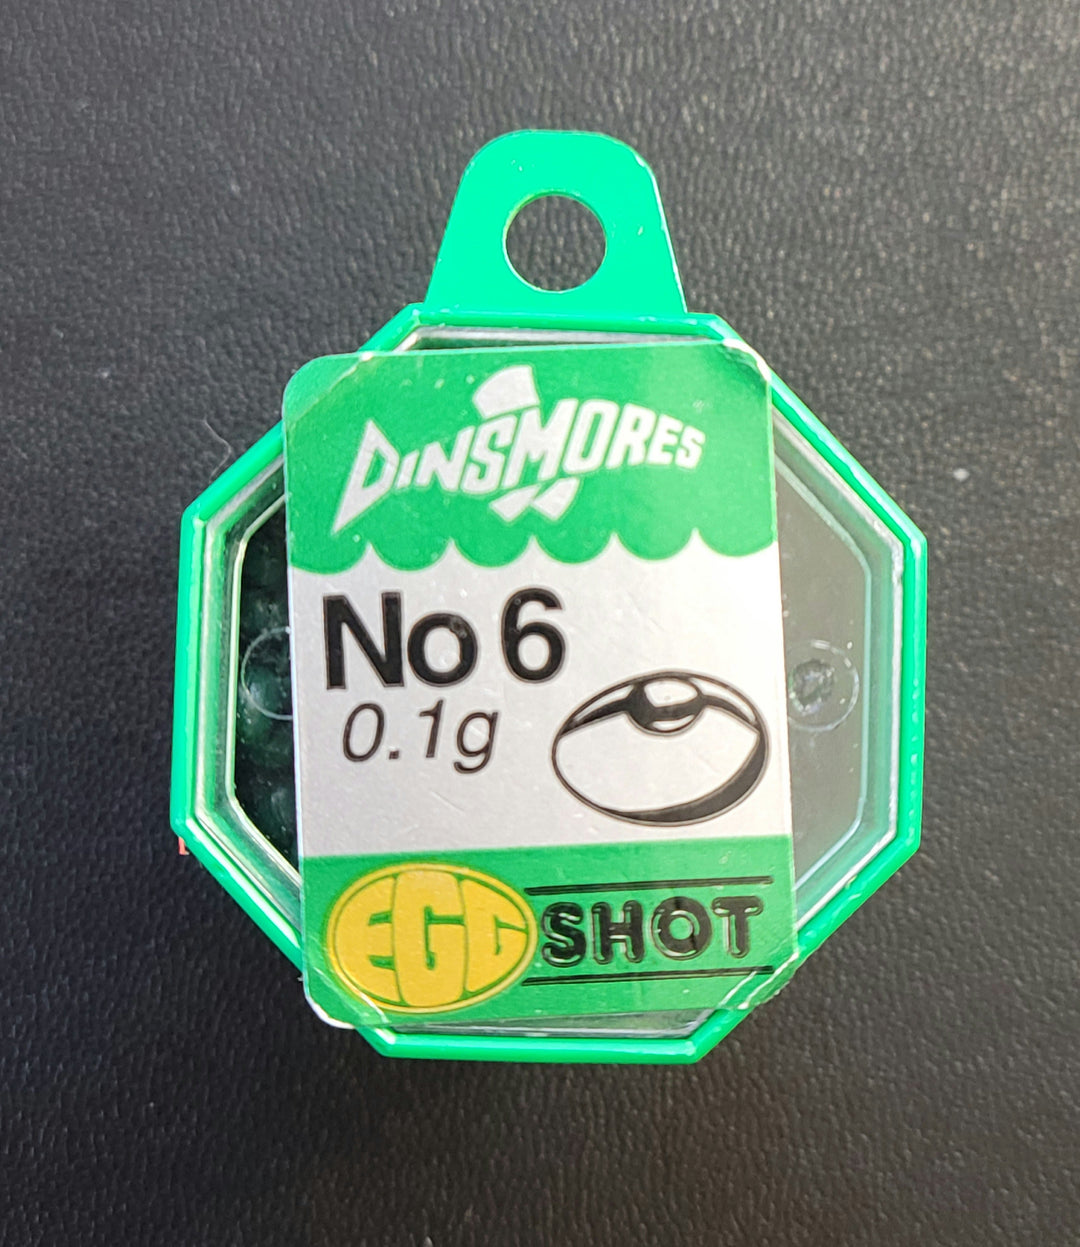 DINSMORES
No 6
0.1g
EGG SHOT